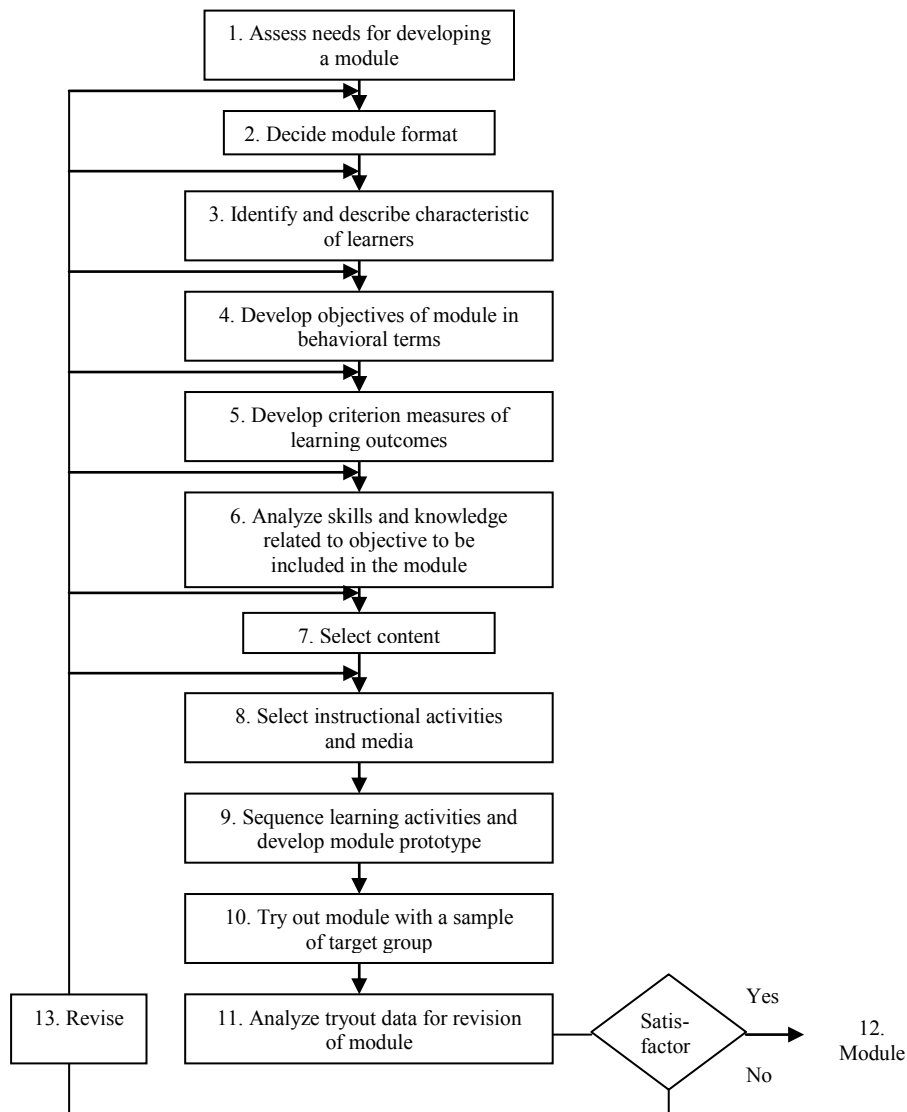 1. Assess needs for developing
a module
2. Decide module format
3. Identify and describe characteristic
of learners
4. Develop objectives of module in
behavioral terms
5. Develop criterion measures of
learning outcomes
6. Analyze skills and knowledge
related to objective to be
included in the module
7. Select content
8. Select instructional activities
and media
9. Sequence learning activities and
develop module prototype
10. Try out module with a sample
of target group
13. Revise
11. Analyze tryout data for revision
of module
Satis-
factor
Yes
No
12.
Module